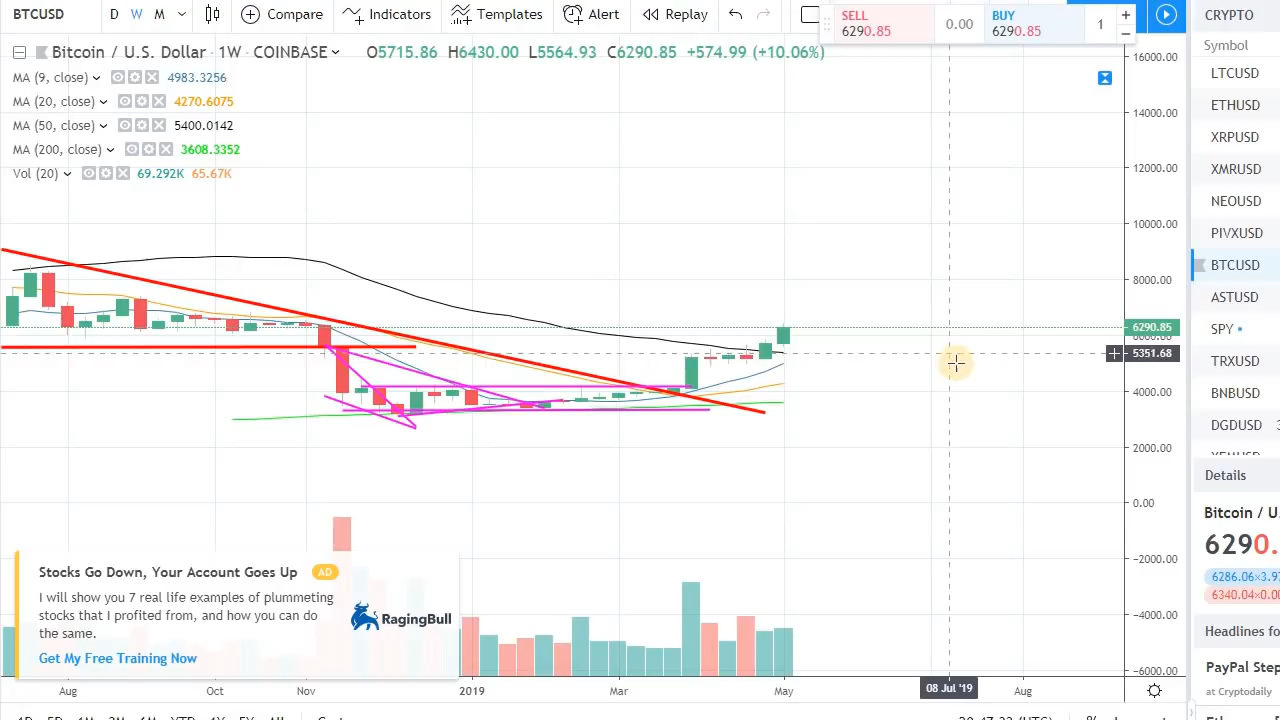 BTCUSD D W M Compare Indicators Templates Alert Replay
SELL 6290.85 0.00 BUY 6290.85 1 + −
CRYPTO
Bitcoin / U.S. Dollar · 1W · COINBASE O5715.86 H6430.00 L5564.93 C6290.85 +574.99 (+10.06%)
MA (9, close) 4983.3256
MA (20, close) 4270.6075
MA (50, close) 5400.0142
MA (200, close) 3608.3352
Vol (20) 69.292K 65.67K
16000.00
14000.00
12000.00
10000.00
8000.00
6290.85
6000.00
5351.68
4000.00
2000.00
0.00
−2000.00
−4000.00
−6000.00
Symbol
LTCUSD
ETHUSD
XRPUSD
XMRUSD
NEOUSD
PIVXUSD
BTCUSD
ASTUSD
SPY
TRXUSD
BNBUSD
DGDUSD 3
Details
Bitcoin / U.
6290.
6286.06×3.97
6340.04×0.00
Headlines fo
PayPal Step
at Cryptodaily
Stocks Go Down, Your Account Goes Up AD
I will show you 7 real life examples of plummeting
stocks that I profited from, and how you can do
the same.
Get My Free Training Now
RagingBull
Aug Oct Nov 2019 Mar May 08 Jul '19 Aug